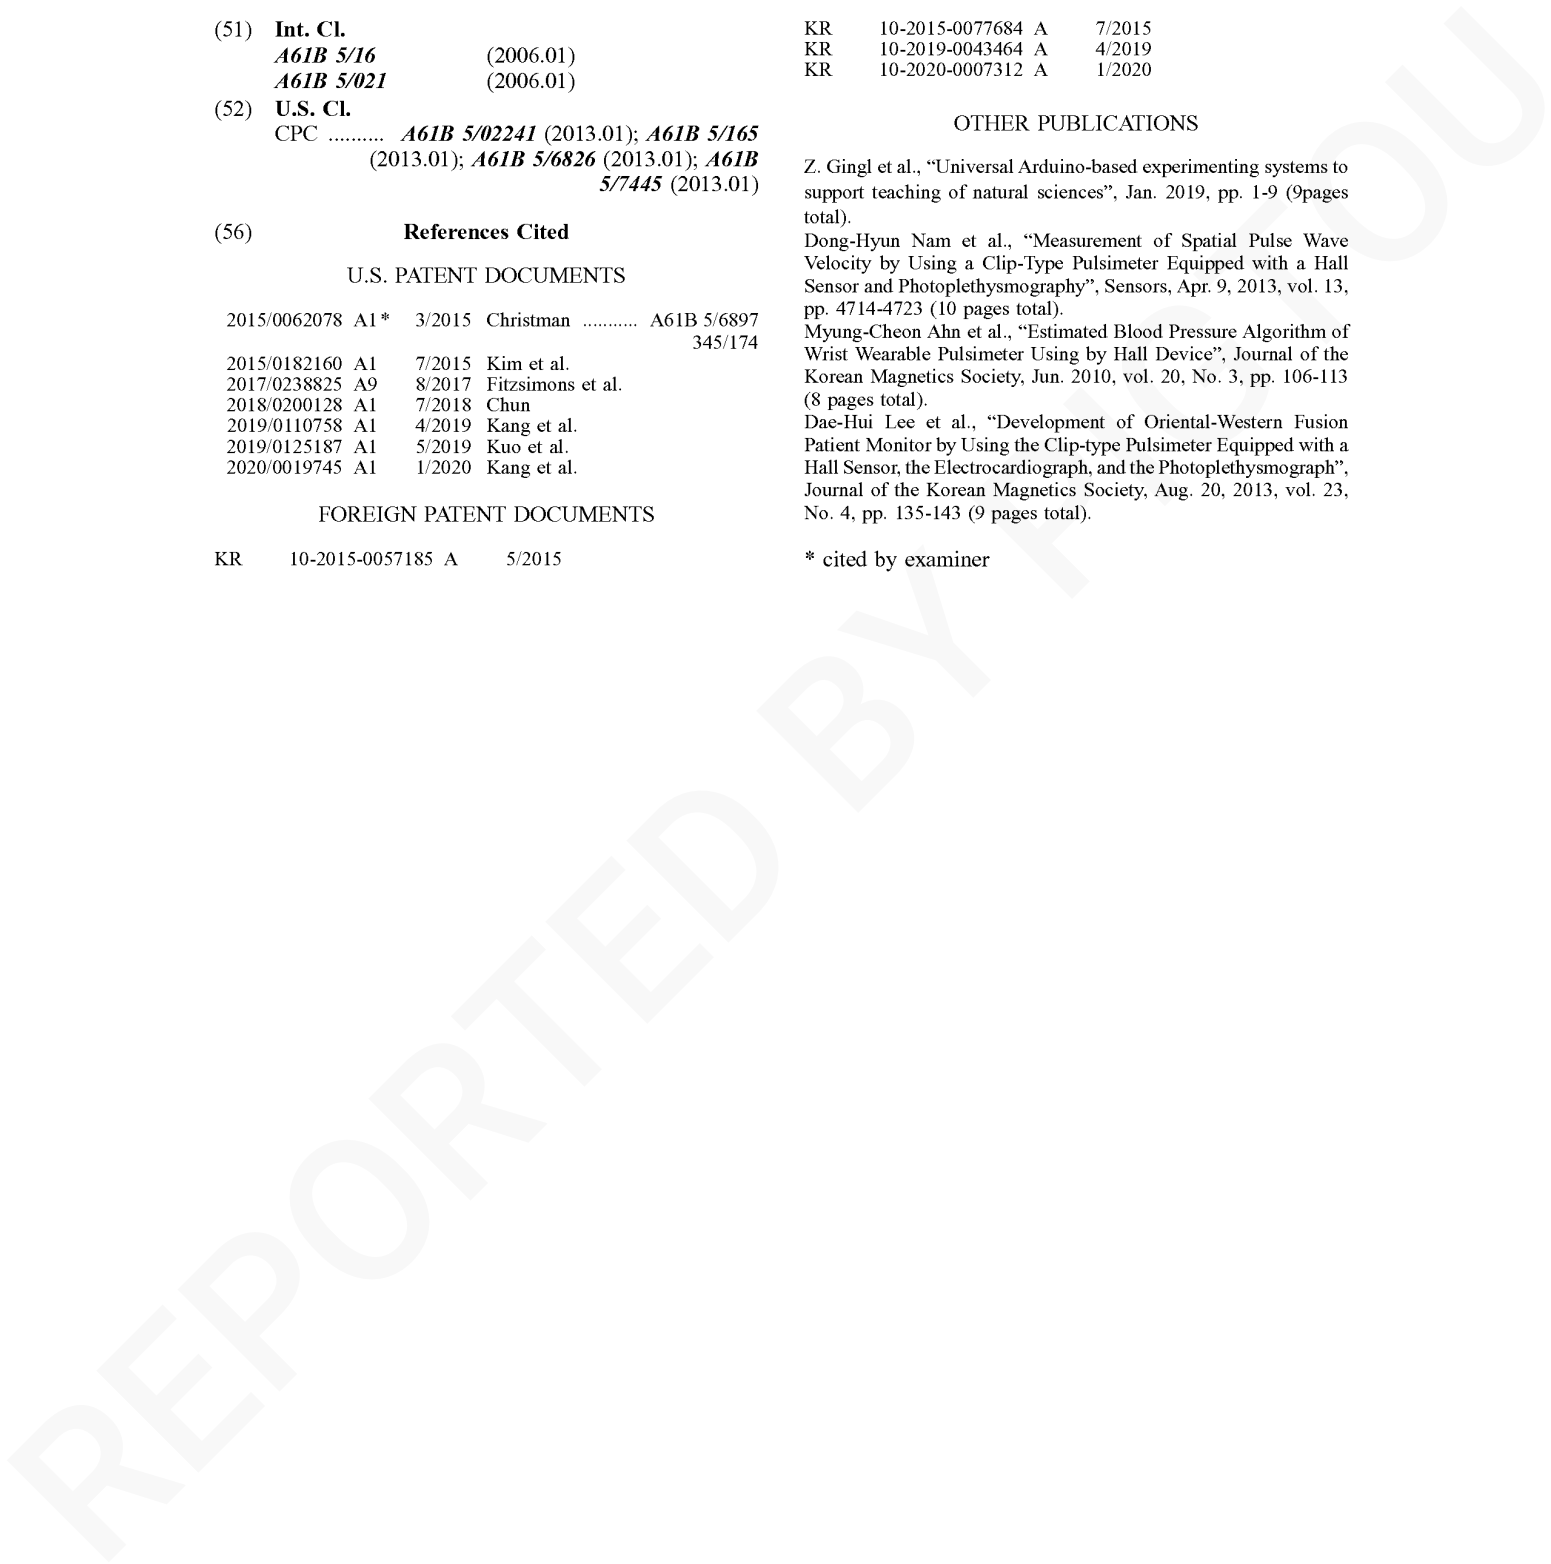 (51) Int. Cl.
A61B 5/16 (2006.01)
A61B 5/021 (2006.01)
(52) U.S. Cl.
CPC .......... A61B 5/02241 (2013.01); A61B 5/165
(2013.01); A61B 5/6826 (2013.01); A61B
5/7445 (2013.01)
(56) References Cited
U.S. PATENT DOCUMENTS
2015/0062078 A1* 3/2015 Christman ........... A61B 5/6897
345/174
2015/0182160 A1 7/2015 Kim et al.
2017/0238825 A9 8/2017 Fitzsimons et al.
2018/0200128 A1 7/2018 Chun
2019/0110758 A1 4/2019 Kang et al.
2019/0125187 A1 5/2019 Kuo et al.
2020/0019745 A1 1/2020 Kang et al.
FOREIGN PATENT DOCUMENTS
KR 10-2015-0057185 A 5/2015
KR 10-2015-0077684 A 7/2015
KR 10-2019-0043464 A 4/2019
KR 10-2020-0007312 A 1/2020
OTHER PUBLICATIONS
Z. Gingl et al., “Universal Arduino-based experimenting systems to
support teaching of natural sciences”, Jan. 2019, pp. 1-9 (9pages
total).
Dong-Hyun Nam et al., “Measurement of Spatial Pulse Wave
Velocity by Using a Clip-Type Pulsimeter Equipped with a Hall
Sensor and Photoplethysmography”, Sensors, Apr. 9, 2013, vol. 13,
pp. 4714-4723 (10 pages total).
Myung-Cheon Ahn et al., “Estimated Blood Pressure Algorithm of
Wrist Wearable Pulsimeter Using by Hall Device”, Journal of the
Korean Magnetics Society, Jun. 2010, vol. 20, No. 3, pp. 106-113
(8 pages total).
Dae-Hui Lee et al., “Development of Oriental-Western Fusion
Patient Monitor by Using the Clip-type Pulsimeter Equipped with a
Hall Sensor, the Electrocardiograph, and the Photoplethysmograph”,
Journal of the Korean Magnetics Society, Aug. 20, 2013, vol. 23,
No. 4, pp. 135-143 (9 pages total).
* cited by examiner
REPORTED BY